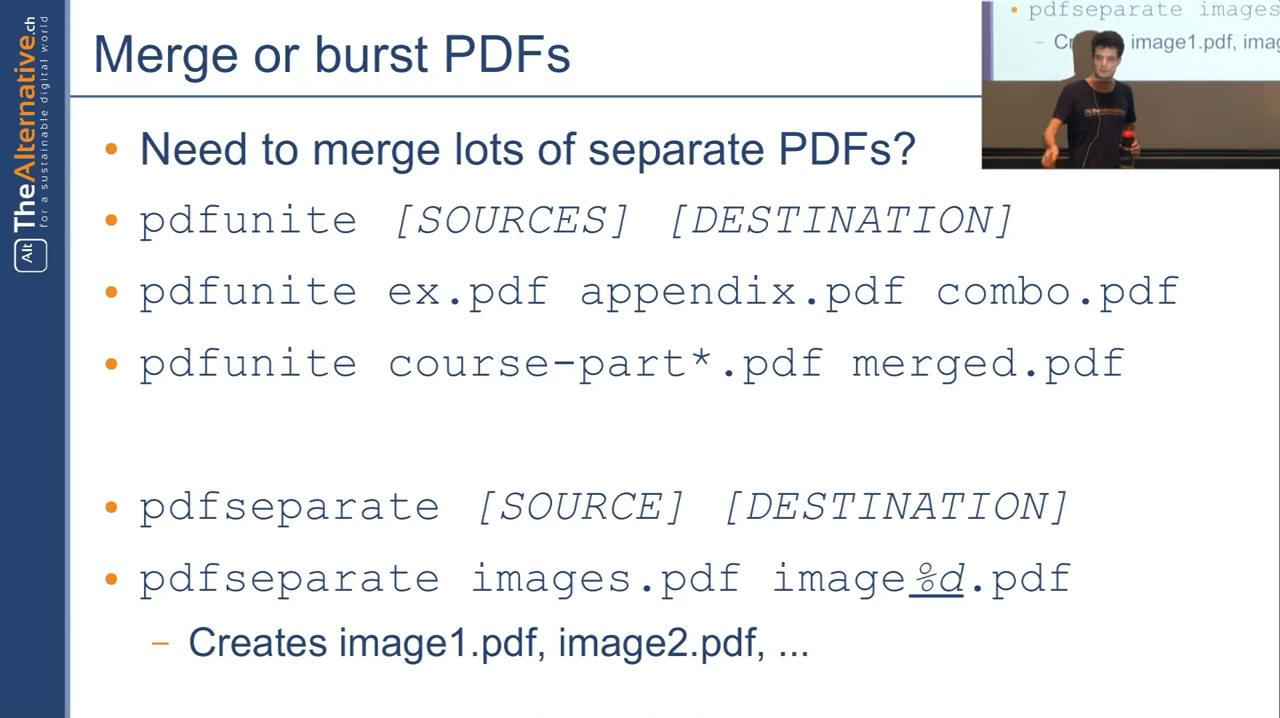 Merge or burst PDFs
Need to merge lots of separate PDFs?
pdfunite [SOURCES] [DESTINATION]
pdfunite ex.pdf appendix.pdf combo.pdf
pdfunite course-part*.pdf merged.pdf
pdfseparate [SOURCE] [DESTINATION]
pdfseparate images.pdf image%d.pdf
– Creates image1.pdf, image2.pdf, ...
Alt TheAlternative.ch
for a sustainable digital world
pdfseparate images
image1.pdf,
TheAlternative